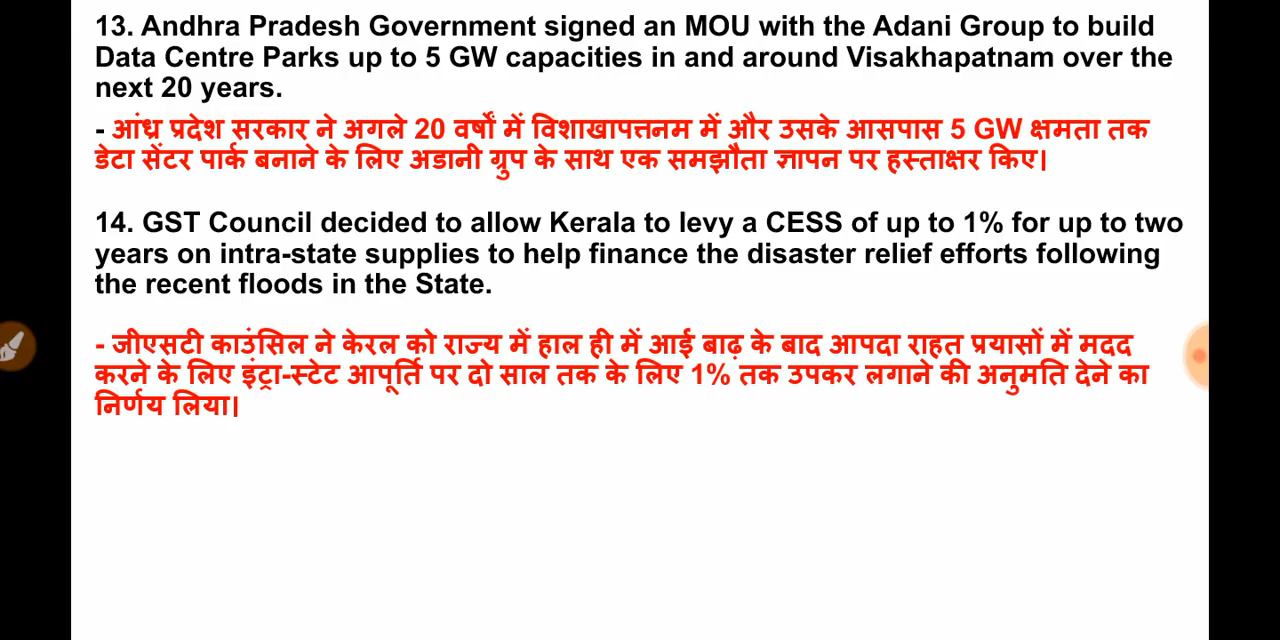 13. Andhra Pradesh Government signed an MOU with the Adani Group to build
Data Centre Parks up to 5 GW capacities in and around Visakhapatnam over the
next 20 years.
- आंध्र प्रदेश सरकार ने अगले 20 वर्षों में विशाखापत्तनम में और उसके आसपास 5 GW क्षमता तक
डेटा सेंटर पार्क बनाने के लिए अडानी ग्रुप के साथ एक समझौता ज्ञापन पर हस्ताक्षर किए।
14. GST Council decided to allow Kerala to levy a CESS of up to 1% for up to two
years on intra-state supplies to help finance the disaster relief efforts following
the recent floods in the State.
- जीएसटी काउंसिल ने केरल को राज्य में हाल ही में आई बाढ़ के बाद आपदा राहत प्रयासों में मदद
करने के लिए इंट्रा-स्टेट आपूर्ति पर दो साल तक के लिए 1% तक उपकर लगाने की अनुमति देने का
निर्णय लिया।